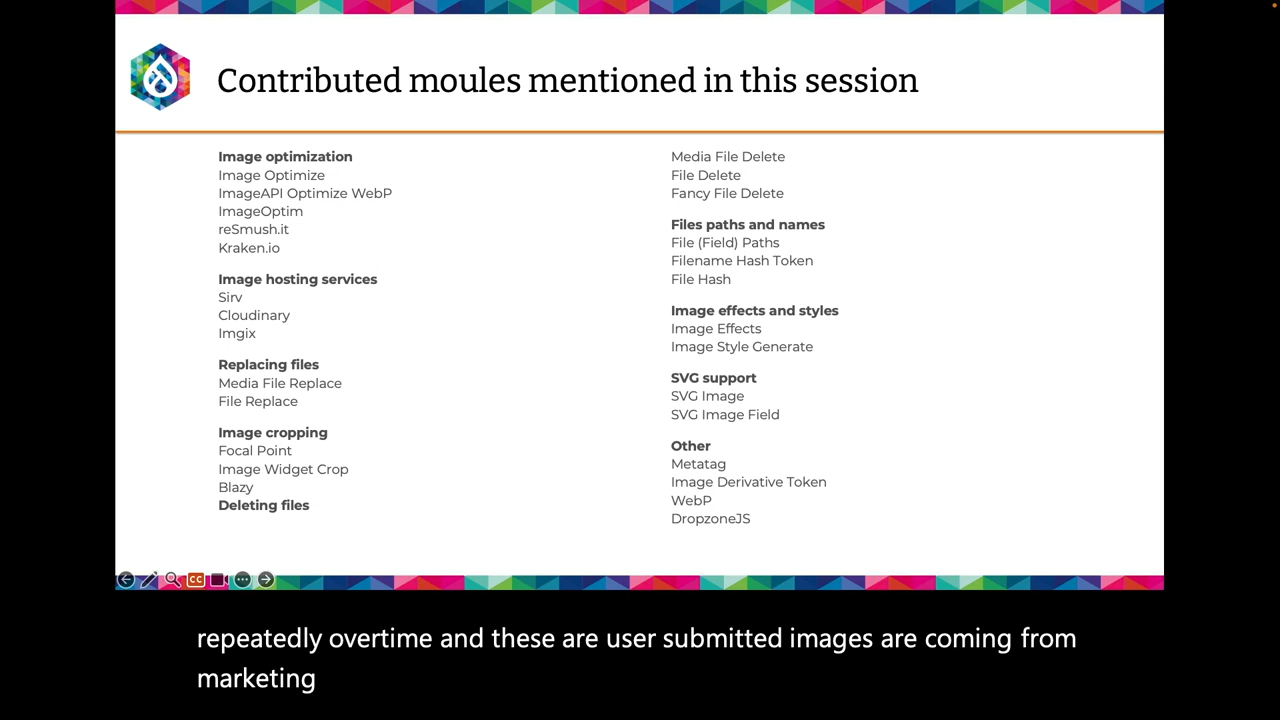 Contributed moules mentioned in this session
Image optimization
Image Optimize
ImageAPI Optimize WebP
ImageOptim
reSmush.it
Kraken.io
Image hosting services
Sirv
Cloudinary
Imgix
Replacing files
Media File Replace
File Replace
Image cropping
Focal Point
Image Widget Crop
Blazy
Deleting files
Media File Delete
File Delete
Fancy File Delete
Files paths and names
File (Field) Paths
Filename Hash Token
File Hash
Image effects and styles
Image Effects
Image Style Generate
SVG support
SVG Image
SVG Image Field
Other
Metatag
Image Derivative Token
WebP
DropzoneJS
CC
repeatedly overtime and these are user submitted images are coming from
marketing